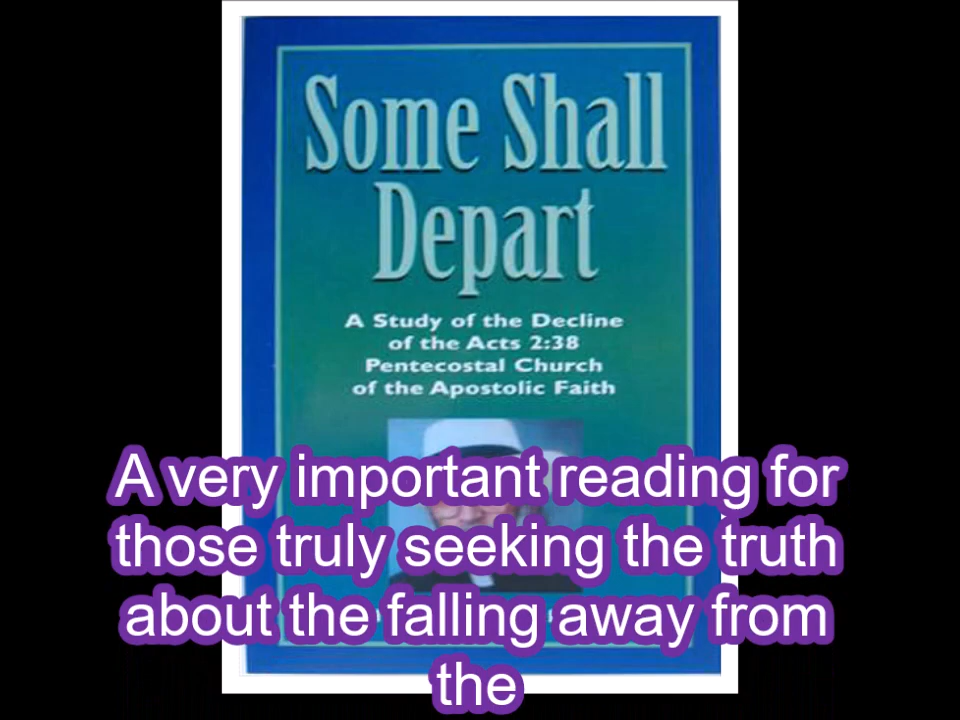 Some Shall
Depart
A Study of the Decline
of the Acts 2:38
Pentecostal Church
of the Apostolic Faith
A very important reading for
those truly seeking the truth
about the falling away from
the